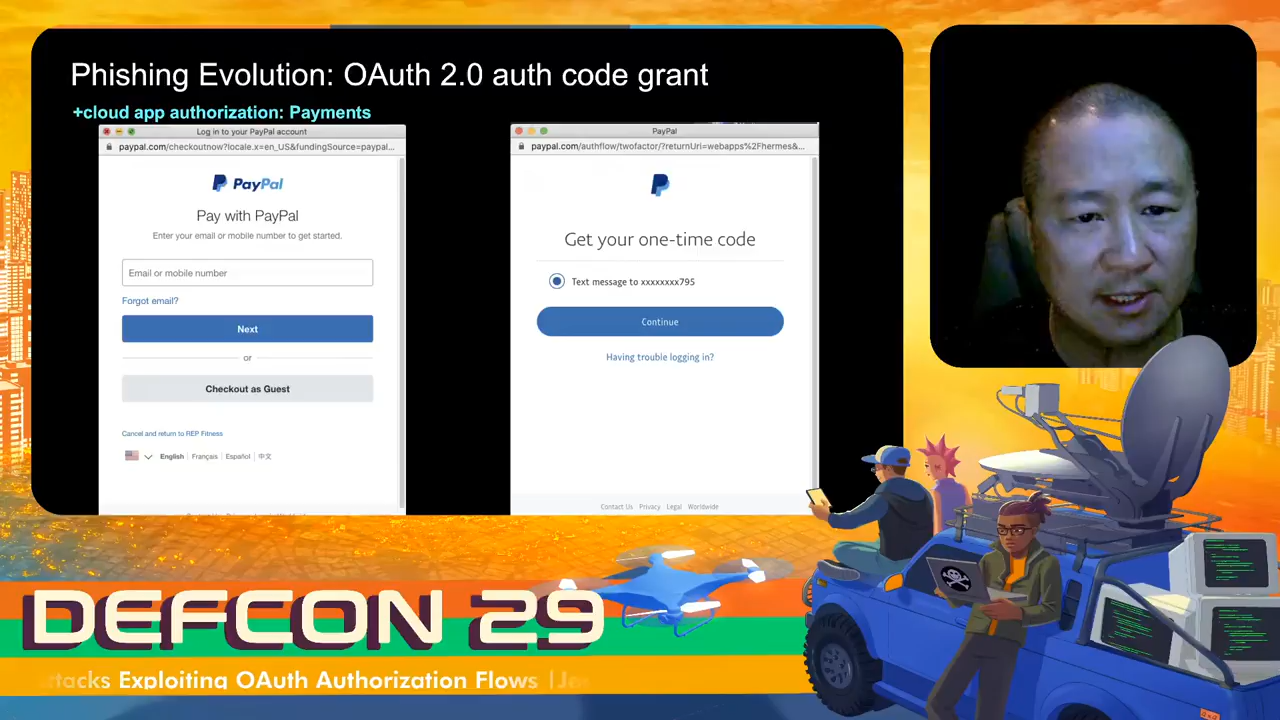 Phishing Evolution: OAuth 2.0 auth code grant
+cloud app authorization: Payments
Log in to your PayPal account
paypal.com/checkoutnow?locale.x=en_US&fundingSource=paypal...
PayPal
Pay with PayPal
Enter your email or mobile number to get started.
Email or mobile number
Forgot email?
Next
or
Checkout as Guest
Cancel and return to REP Fitness
English | Français | Español | 中文
PayPal
paypal.com/authflow/twofactor/?returnUri=webapps%2Fhermes&...
Get your one-time code
Text message to xxxxxxxx795
Continue
Having trouble logging in?
Contact Us Privacy Legal Worldwide
DEFCON 29
Exploiting OAuth Authorization Flows |